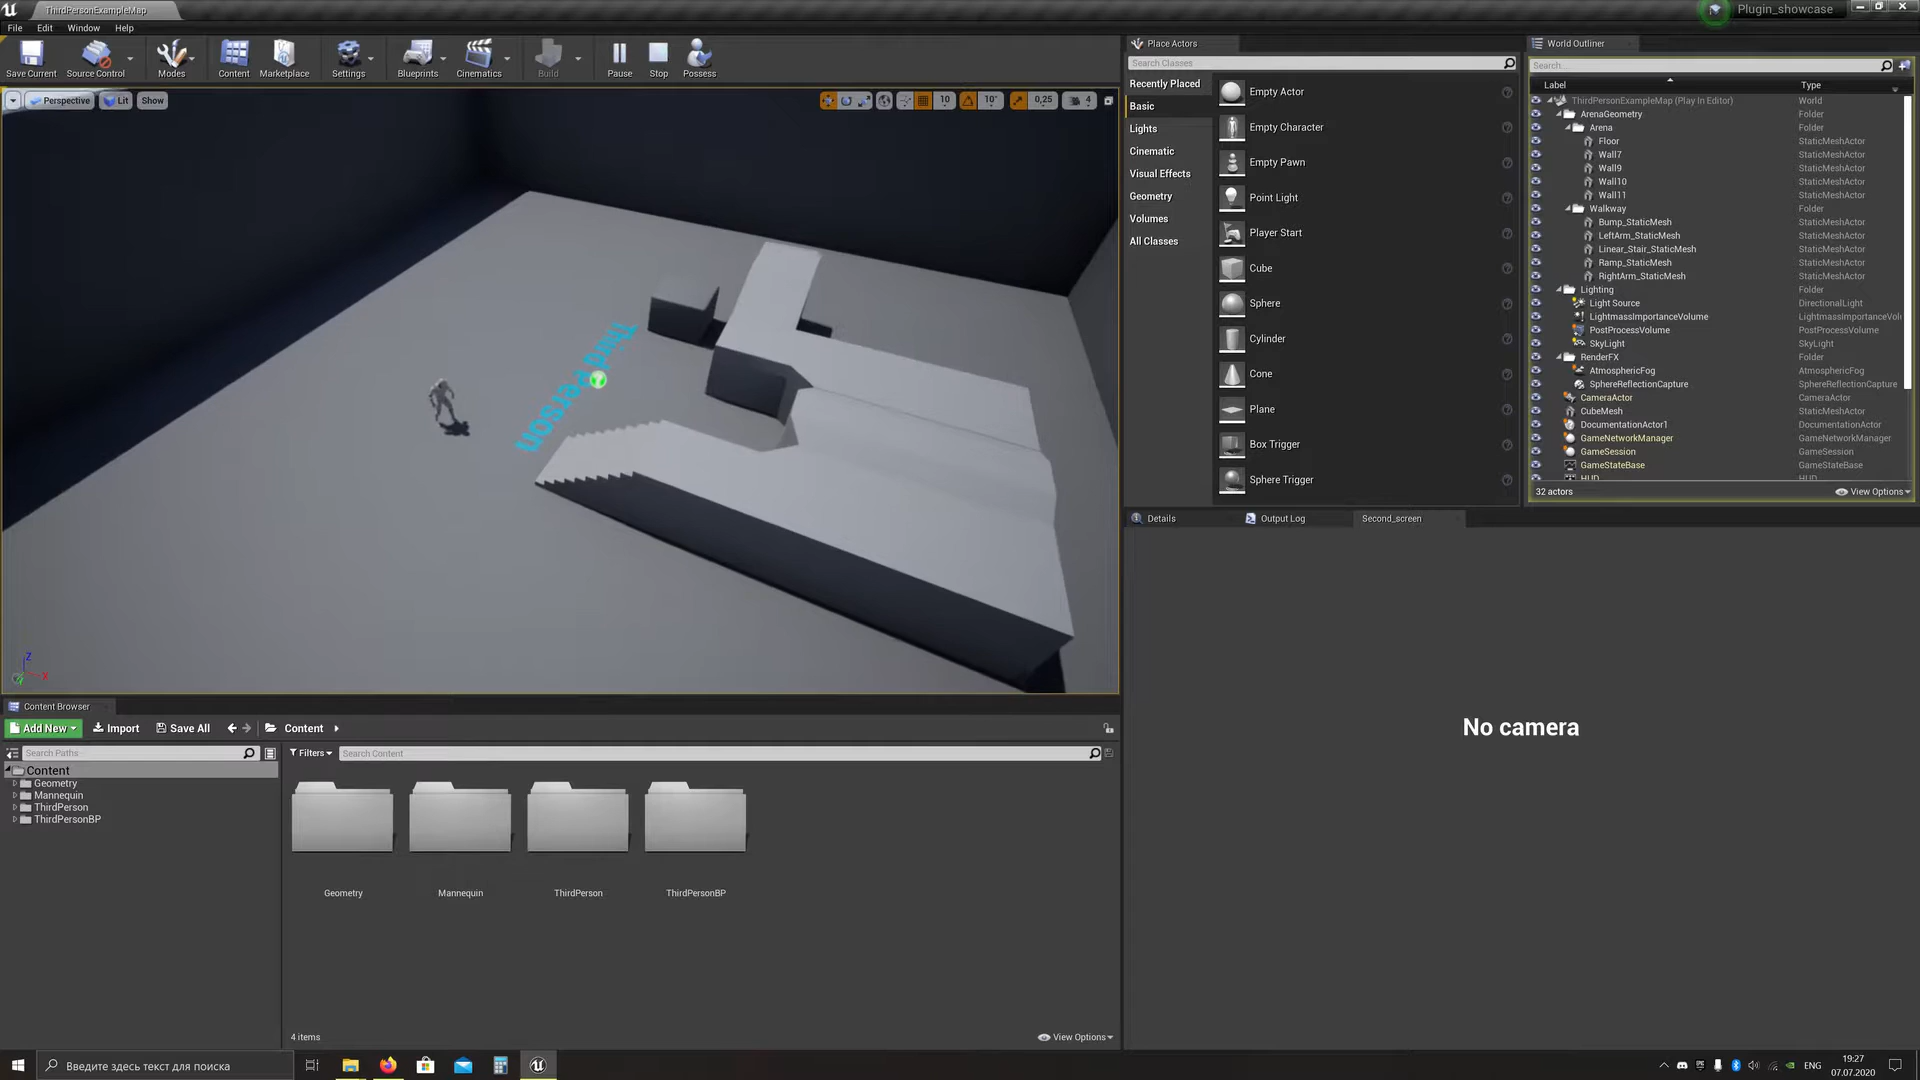 ThirdPersonExampleMap
Plugin_showcase
File Edit Window Help
Save Current Source Control Modes Content Marketplace Settings Blueprints Cinematics Build Pause Stop Possess
Perspective Lit Show
10 10° 0,25 4
Third Person
Z
X
Place Actors
Search Classes
Recently Placed
Basic
Lights
Cinematic
Visual Effects
Geometry
Volumes
All Classes
Empty Actor
Empty Character
Empty Pawn
Point Light
Player Start
Cube
Sphere
Cylinder
Cone
Plane
Box Trigger
Sphere Trigger
World Outliner
Search...
Label Type
ThirdPersonExampleMap (Play In Editor) World
ArenaGeometry Folder
Arena Folder
Floor StaticMeshActor
Wall7 StaticMeshActor
Wall9 StaticMeshActor
Wall10 StaticMeshActor
Wall11 StaticMeshActor
Walkway Folder
Bump_StaticMesh StaticMeshActor
LeftArm_StaticMesh StaticMeshActor
Linear_Stair_StaticMesh StaticMeshActor
Ramp_StaticMesh StaticMeshActor
RightArm_StaticMesh StaticMeshActor
Lighting Folder
Light Source DirectionalLight
LightmassImportanceVolume LightmassImportanceVol
PostProcessVolume PostProcessVolume
SkyLight SkyLight
RenderFX Folder
AtmosphericFog AtmosphericFog
SphereReflectionCapture SphereReflectionCapture
CameraActor CameraActor
CubeMesh StaticMeshActor
DocumentationActor1 DocumentationActor
GameNetworkManager GameNetworkManager
GameSession GameSession
GameStateBase GameStateBase
HUD HUD
32 actors View Options
Details Output Log Second_screen
No camera
Content Browser
Add New Import Save All Content
Search Paths
Filters Search Content
Content
Geometry
Mannequin
ThirdPerson
ThirdPersonBP
Geometry Mannequin ThirdPerson ThirdPersonBP
4 items View Options
Введите здесь текст для поиска
ENG
19:27
07.07.2020